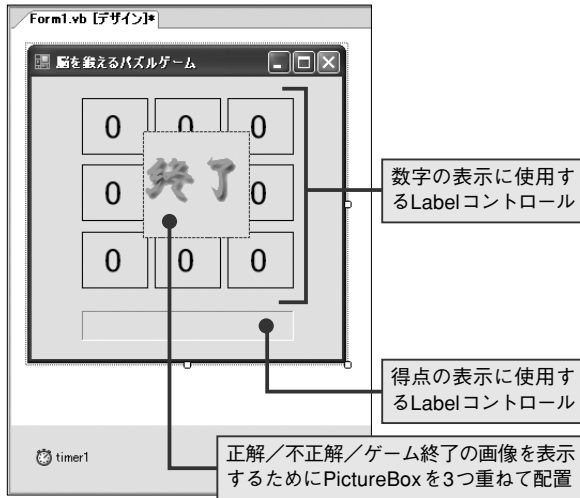 Form1.vb [デザイン]*
脳を鍛えるパズルゲーム
0 0 0
終了
0 0
0 0 0
数字の表示に使用す
るLabelコントロール
得点の表示に使用す
るLabelコントロール
timer1
正解／不正解／ゲーム終了の画像を表示
するためにPictureBoxを3つ重ねて配置